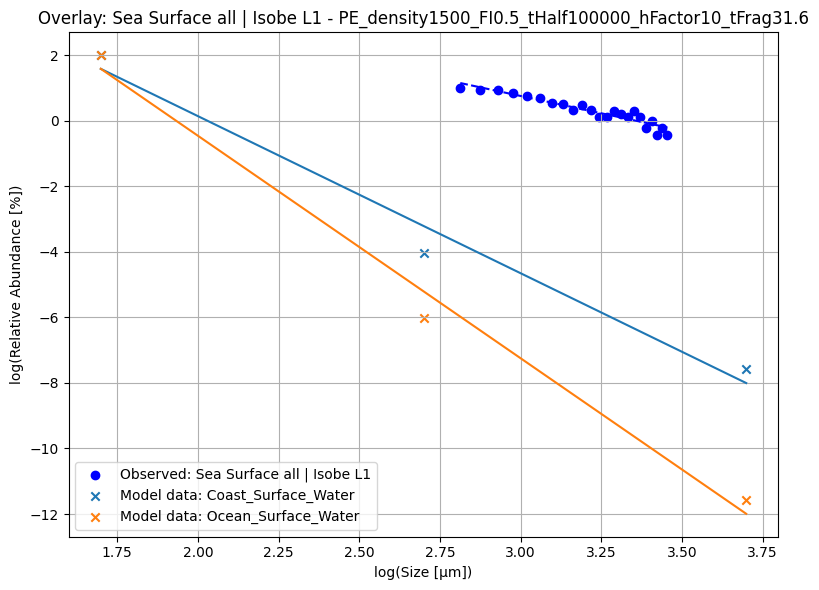 Overlay: Sea Surface all | Isobe L1 - PE_density1500_FI0.5_tHalf100000_hFactor10_tFrag31.6
log(Relative Abundance [%])
2
0
−2
−4
−6
−8
−10
−12
Observed: Sea Surface all | Isobe L1
Model data: Coast_Surface_Water
Model data: Ocean_Surface_Water
1.75 2.00 2.25 2.50 2.75 3.00 3.25 3.50 3.75
log(Size [μm])